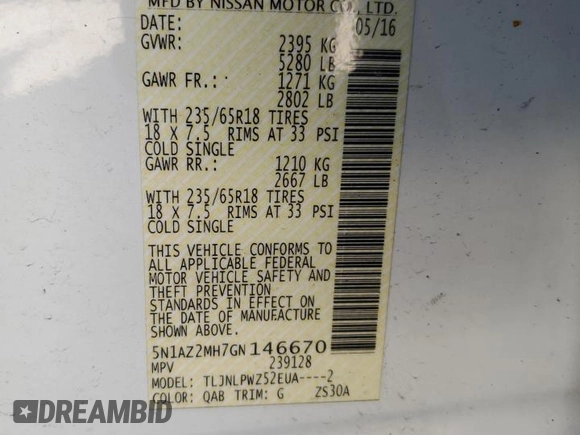 MFD BY NISSAN MOTOR CO., LTD.
DATE: 05/16
GVWR: 2395 KG
5280 LB
GAWR FR.: 1271 KG
2802 LB
WITH 235/65R18 TIRES
18 X 7.5 RIMS AT 33 PSI
COLD SINGLE
GAWR RR.: 1210 KG
2667 LB
WITH 235/65R18 TIRES
18 X 7.5 RIMS AT 33 PSI
COLD SINGLE
THIS VEHICLE CONFORMS TO
ALL APPLICABLE FEDERAL
MOTOR VEHICLE SAFETY AND
THEFT PREVENTION
STANDARDS IN EFFECT ON
THE DATE OF MANUFACTURE
SHOWN ABOVE.
5N1AZ2MH7GN146670
MPV 239128
MODEL: TLJNLPWZ52EUA----2
COLOR: QAB TRIM: G ZS30A
RIDESAFELY